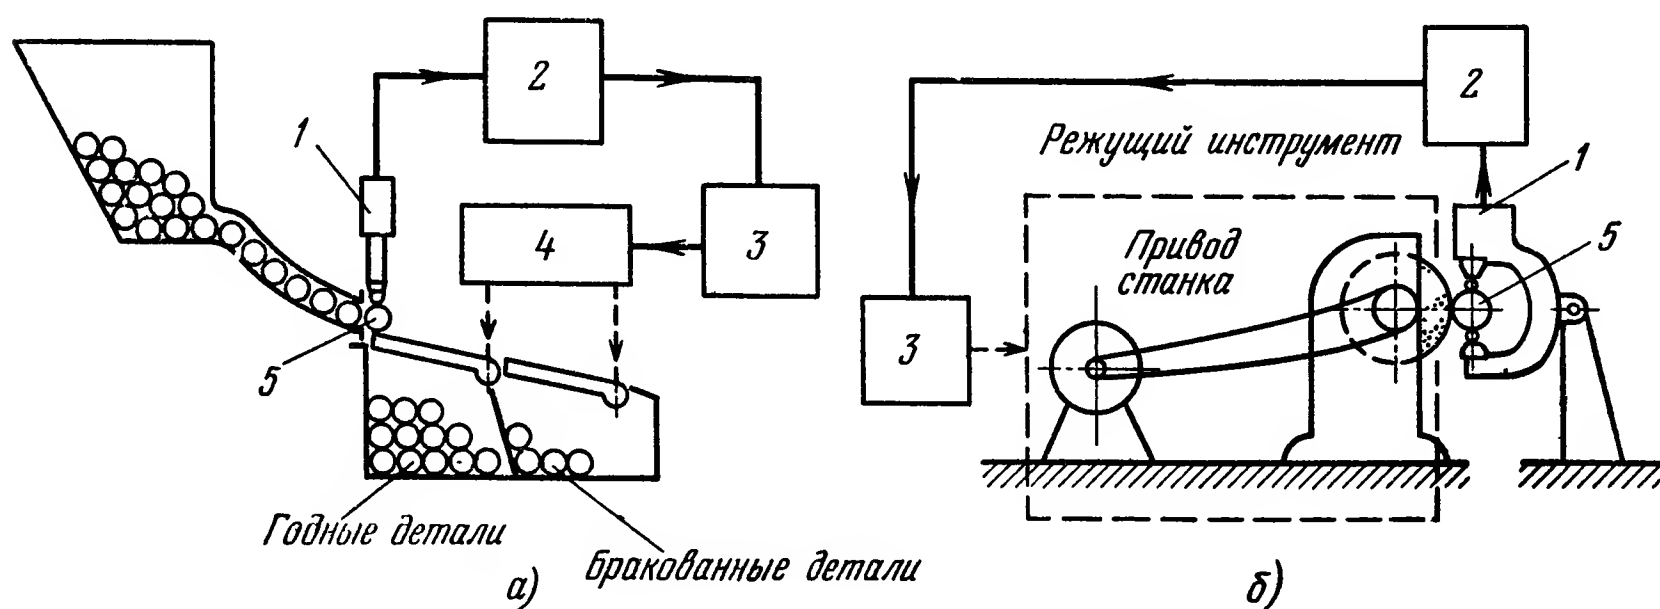 1
2
3
4
5
Годные детали
Бракованные детали
а)
2
Режущий инструмент
1
Привод
станка
5
3
б)